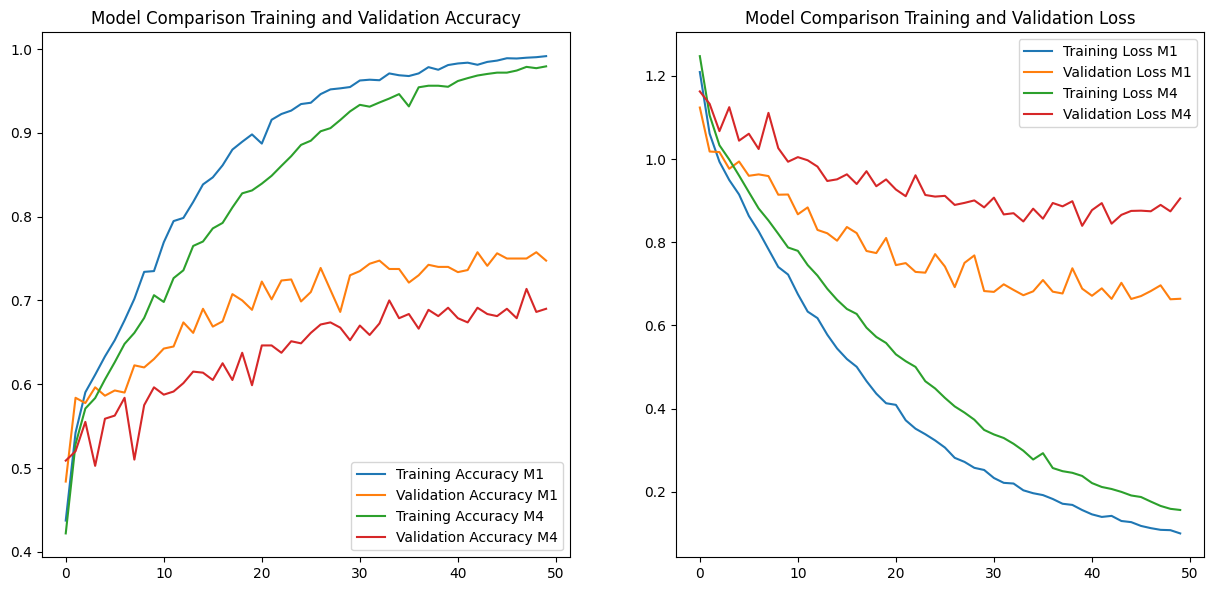 Model Comparison Training and Validation Accuracy
1.0
0.9
0.8
0.7
0.6
0.5
0.4
0 10 20 30 40 50
Training Accuracy M1
Validation Accuracy M1
Training Accuracy M4
Validation Accuracy M4
Model Comparison Training and Validation Loss
1.2
1.0
0.8
0.6
0.4
0.2
0 10 20 30 40 50
Training Loss M1
Validation Loss M1
Training Loss M4
Validation Loss M4